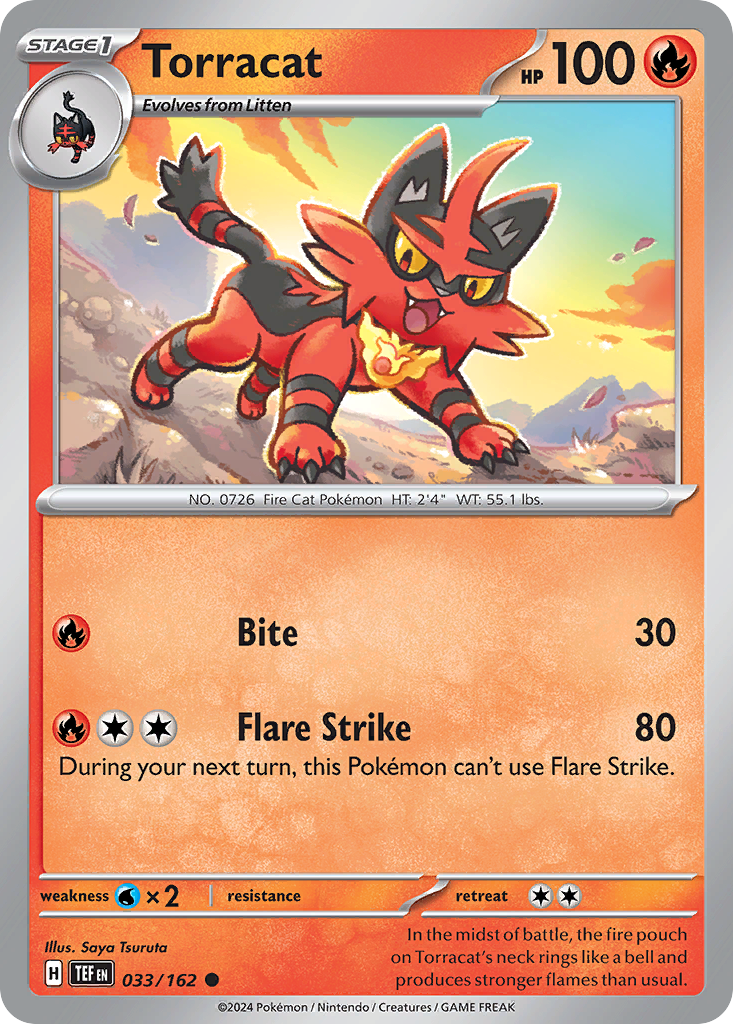 STAGE1
Torracat
HP 100
Evolves from Litten
NO. 0726 Fire Cat Pokémon HT: 2'4" WT: 55.1 lbs.
Bite 30
Flare Strike 80
During your next turn, this Pokémon can't use Flare Strike.
weakness ×2 resistance retreat
Illus. Saya Tsuruta
In the midst of battle, the fire pouch
on Torracat's neck rings like a bell and
produces stronger flames than usual.
H TEF EN 033/162
©2024 Pokémon / Nintendo / Creatures / GAME FREAK